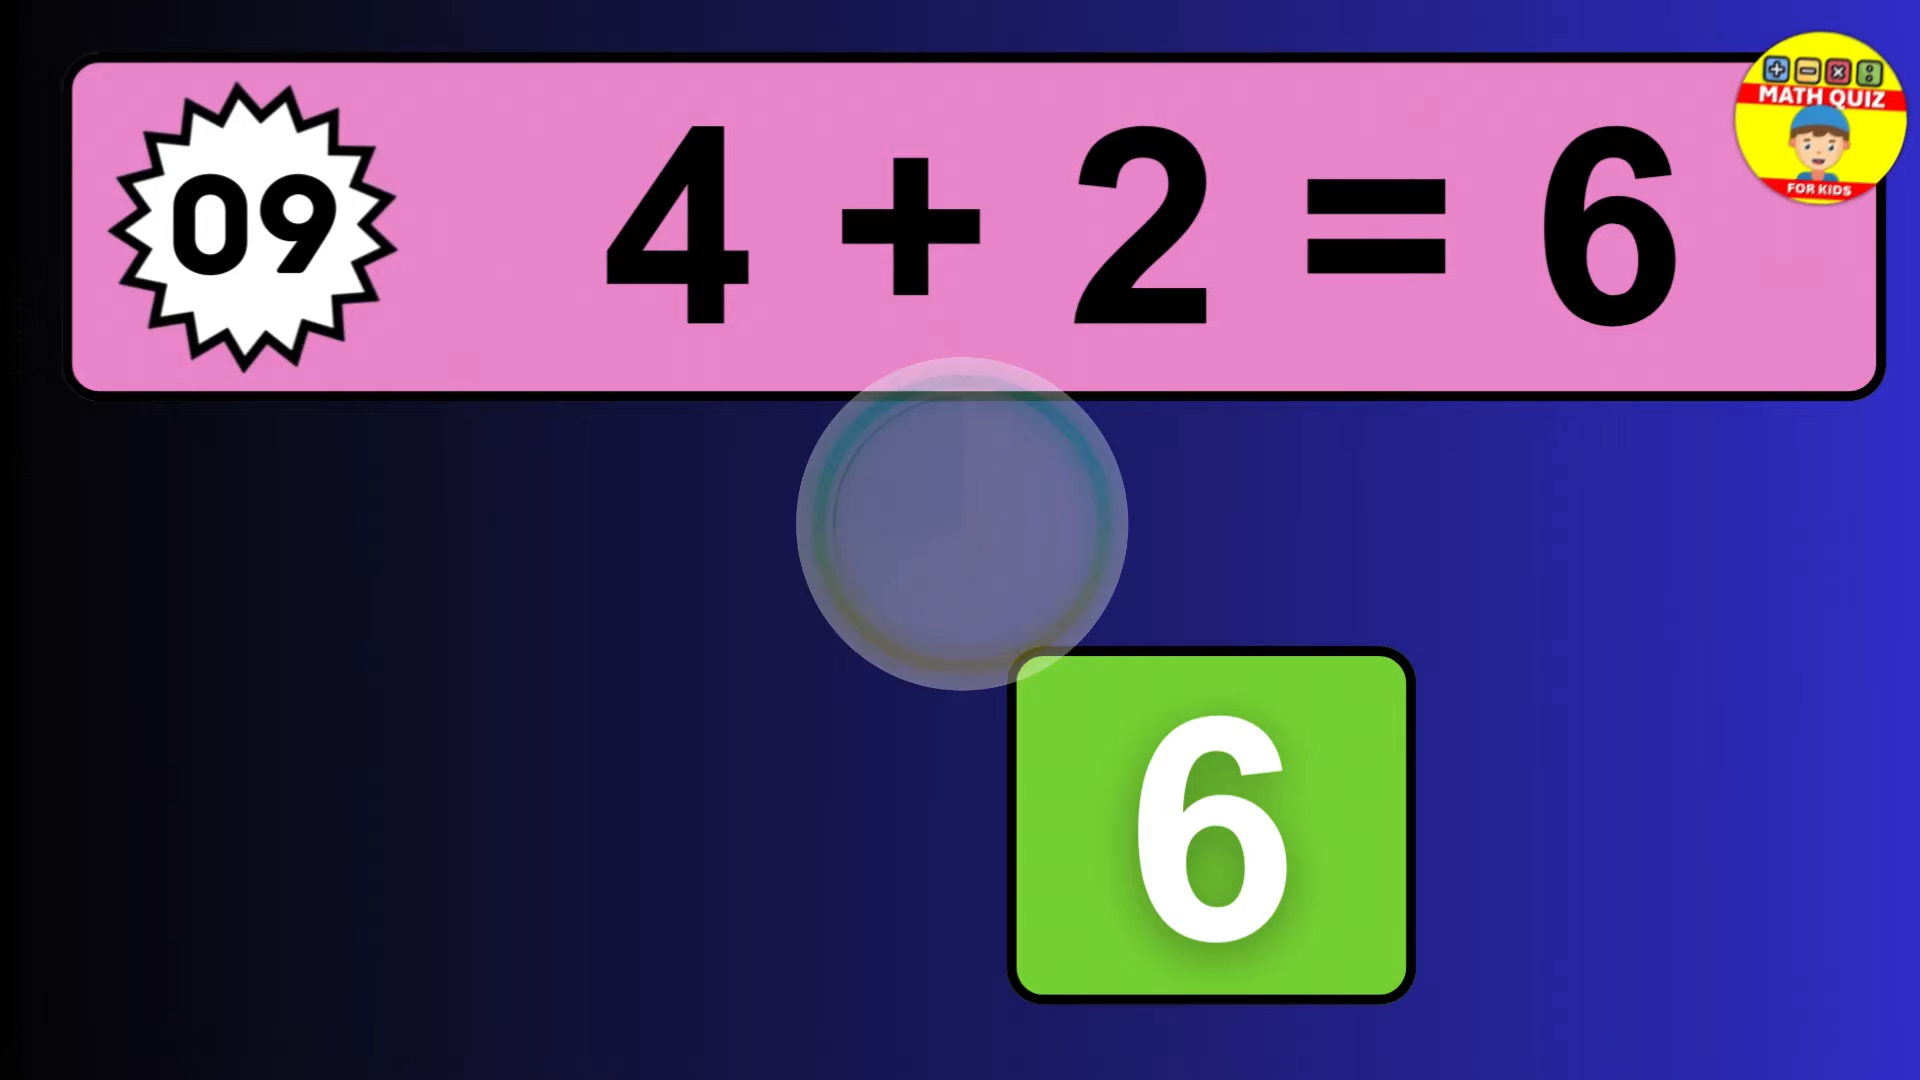 09
4 + 2 = 6
+ - × ÷
MATH QUIZ
FOR KIDS
6